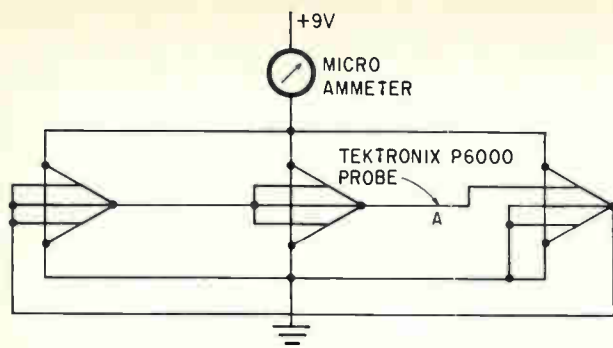 +9V
MICRO
AMMETER
TEKTRONIX P6000
PROBE
A